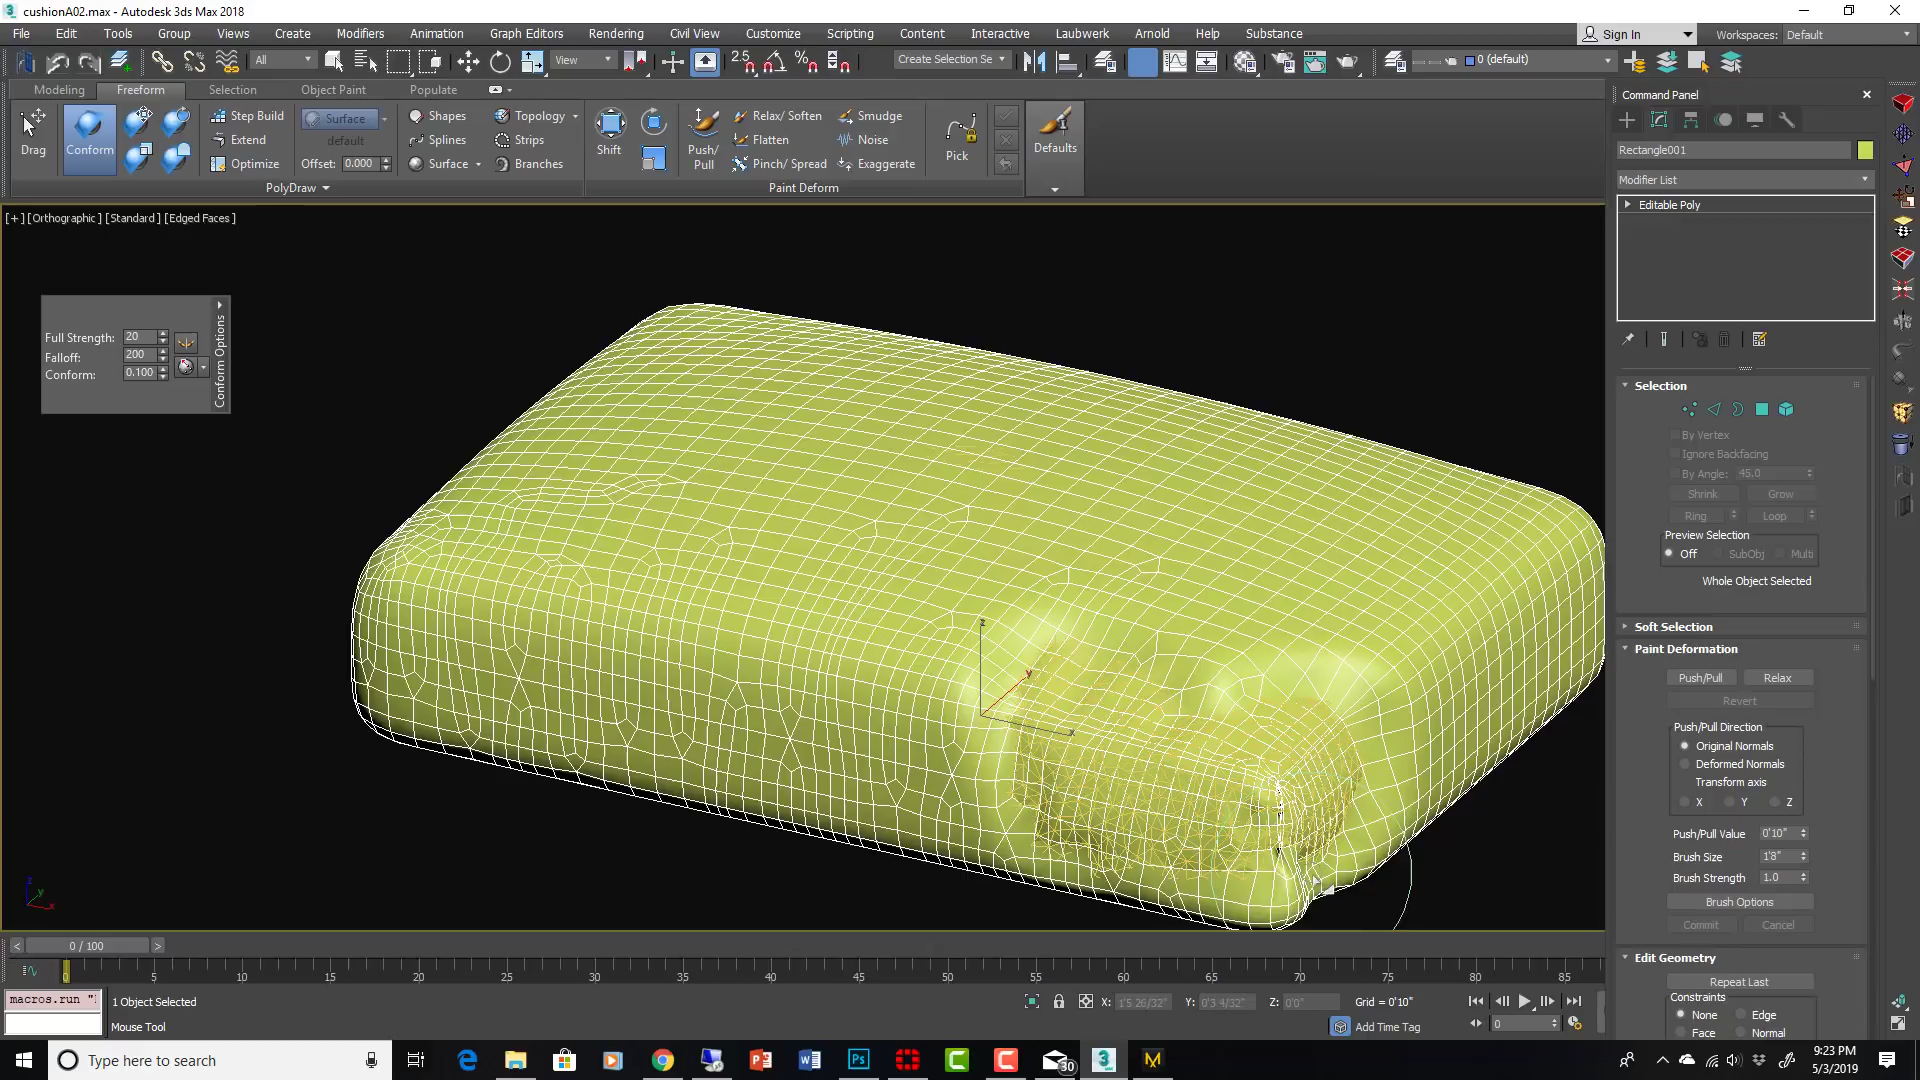 cushionA02.max - Autodesk 3ds Max 2018
File Edit Tools Group Views Create Modifiers Animation Graph Editors Rendering Civil View Customize Scripting Content Interactive Laubwerk Arnold Help Substance
Sign In Workspaces: Default
All View 2.5 Create Selection Se 0 (default)
Modeling Freeform Selection Object Paint Populate
Drag Conform Step Build Extend Optimize Surface default Offset: 0.000 Shapes Splines Surface Topology Strips Branches
PolyDraw
Shift Push/ Pull Relax/ Soften Flatten Pinch/ Spread Smudge Noise Exaggerate Pick Defaults
Paint Deform
[+] [Orthographic] [Standard] [Edged Faces]
Full Strength: 20
Falloff: 200
Conform: 0.100
Conform Options
z
y
x
z
y
x
Command Panel
Rectangle001
Modifier List
Editable Poly
Selection
By Vertex
Ignore Backfacing
By Angle: 45.0
Shrink Grow
Ring Loop
Preview Selection
Off SubObj Multi
Whole Object Selected
Soft Selection
Paint Deformation
Push/Pull Relax
Revert
Push/Pull Direction
Original Normals
Deformed Normals
Transform axis
X Y Z
Push/Pull Value 0'10"
Brush Size 1'8"
Brush Strength 1.0
Brush Options
Commit Cancel
Edit Geometry
Repeat Last
Constraints
None Edge
Face Normal
< 0 / 100 >
0 5 10 15 20 25 30 35 40 45 50 55 60 65 70 75 80 85
macros.run "
1 Object Selected
Mouse Tool
X: 1'5 26/32" Y: 0'3 4/32" Z: 0'0" Grid = 0'10"
Add Time Tag
0
Type here to search
30
9:23 PM
5/3/2019